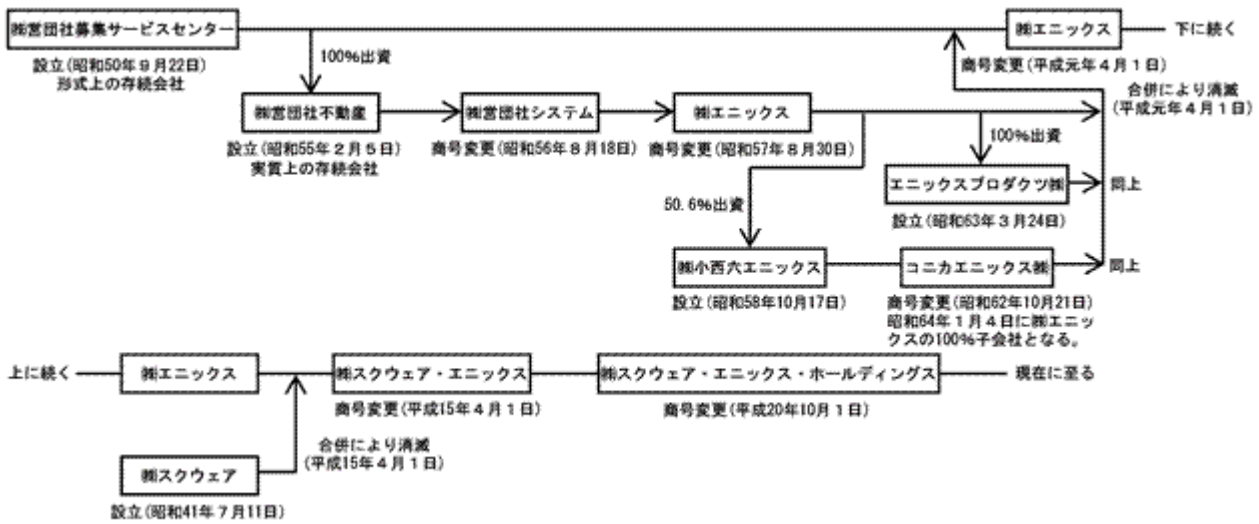 ㈱営団社募集サービスセンター
設立(昭和50年９月22日)
形式上の存続会社
100%出資
㈱エニックス
下に続く
商号変更(平成元年４月１日)
合併により消滅
(平成元年４月１日)
㈱営団社不動産
設立(昭和55年２月５日)
実質上の存続会社
㈱営団社システム
商号変更(昭和56年８月18日)
㈱エニックス
商号変更(昭和57年８月30日)
100%出資
エニックスプロダクツ㈱
設立(昭和63年３月24日)
同上
50.6%出資
㈱小西六エニックス
設立(昭和58年10月17日)
コニカエニックス㈱
商号変更(昭和62年10月21日)
昭和64年１月４日に㈱エニッ
クスの100%子会社となる。
同上
上に続く
㈱エニックス
㈱スクウェア・エニックス
商号変更(平成15年４月１日)
㈱スクウェア・エニックス・ホールディングス
商号変更(平成20年10月１日)
現在に至る
合併により消滅
(平成15年４月１日)
㈱スクウェア
設立(昭和41年７月11日)